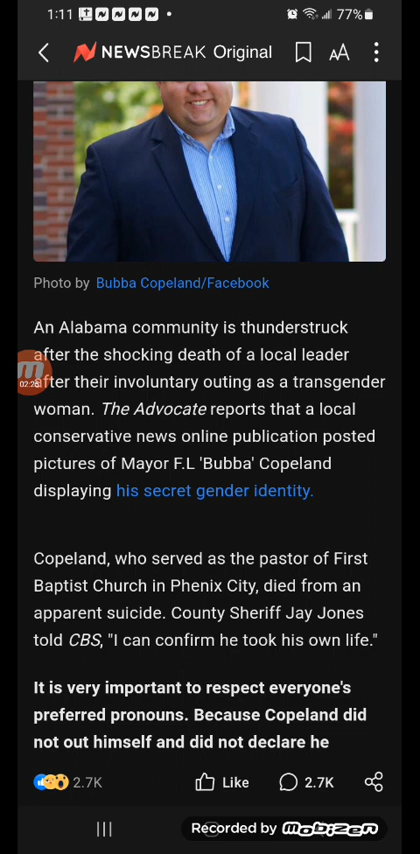 1:11
77%
NEWSBREAK Original
AA
Photo by Bubba Copeland/Facebook
An Alabama community is thunderstruck
after the shocking death of a local leader
after their involuntary outing as a transgender
woman. The Advocate reports that a local
conservative news online publication posted
pictures of Mayor F.L 'Bubba' Copeland
displaying his secret gender identity.
02:26
Copeland, who served as the pastor of First
Baptist Church in Phenix City, died from an
apparent suicide. County Sheriff Jay Jones
told CBS, "I can confirm he took his own life."
It is very important to respect everyone's
preferred pronouns. Because Copeland did
not out himself and did not declare he
2.7K Like 2.7K
Recorded by mobizen